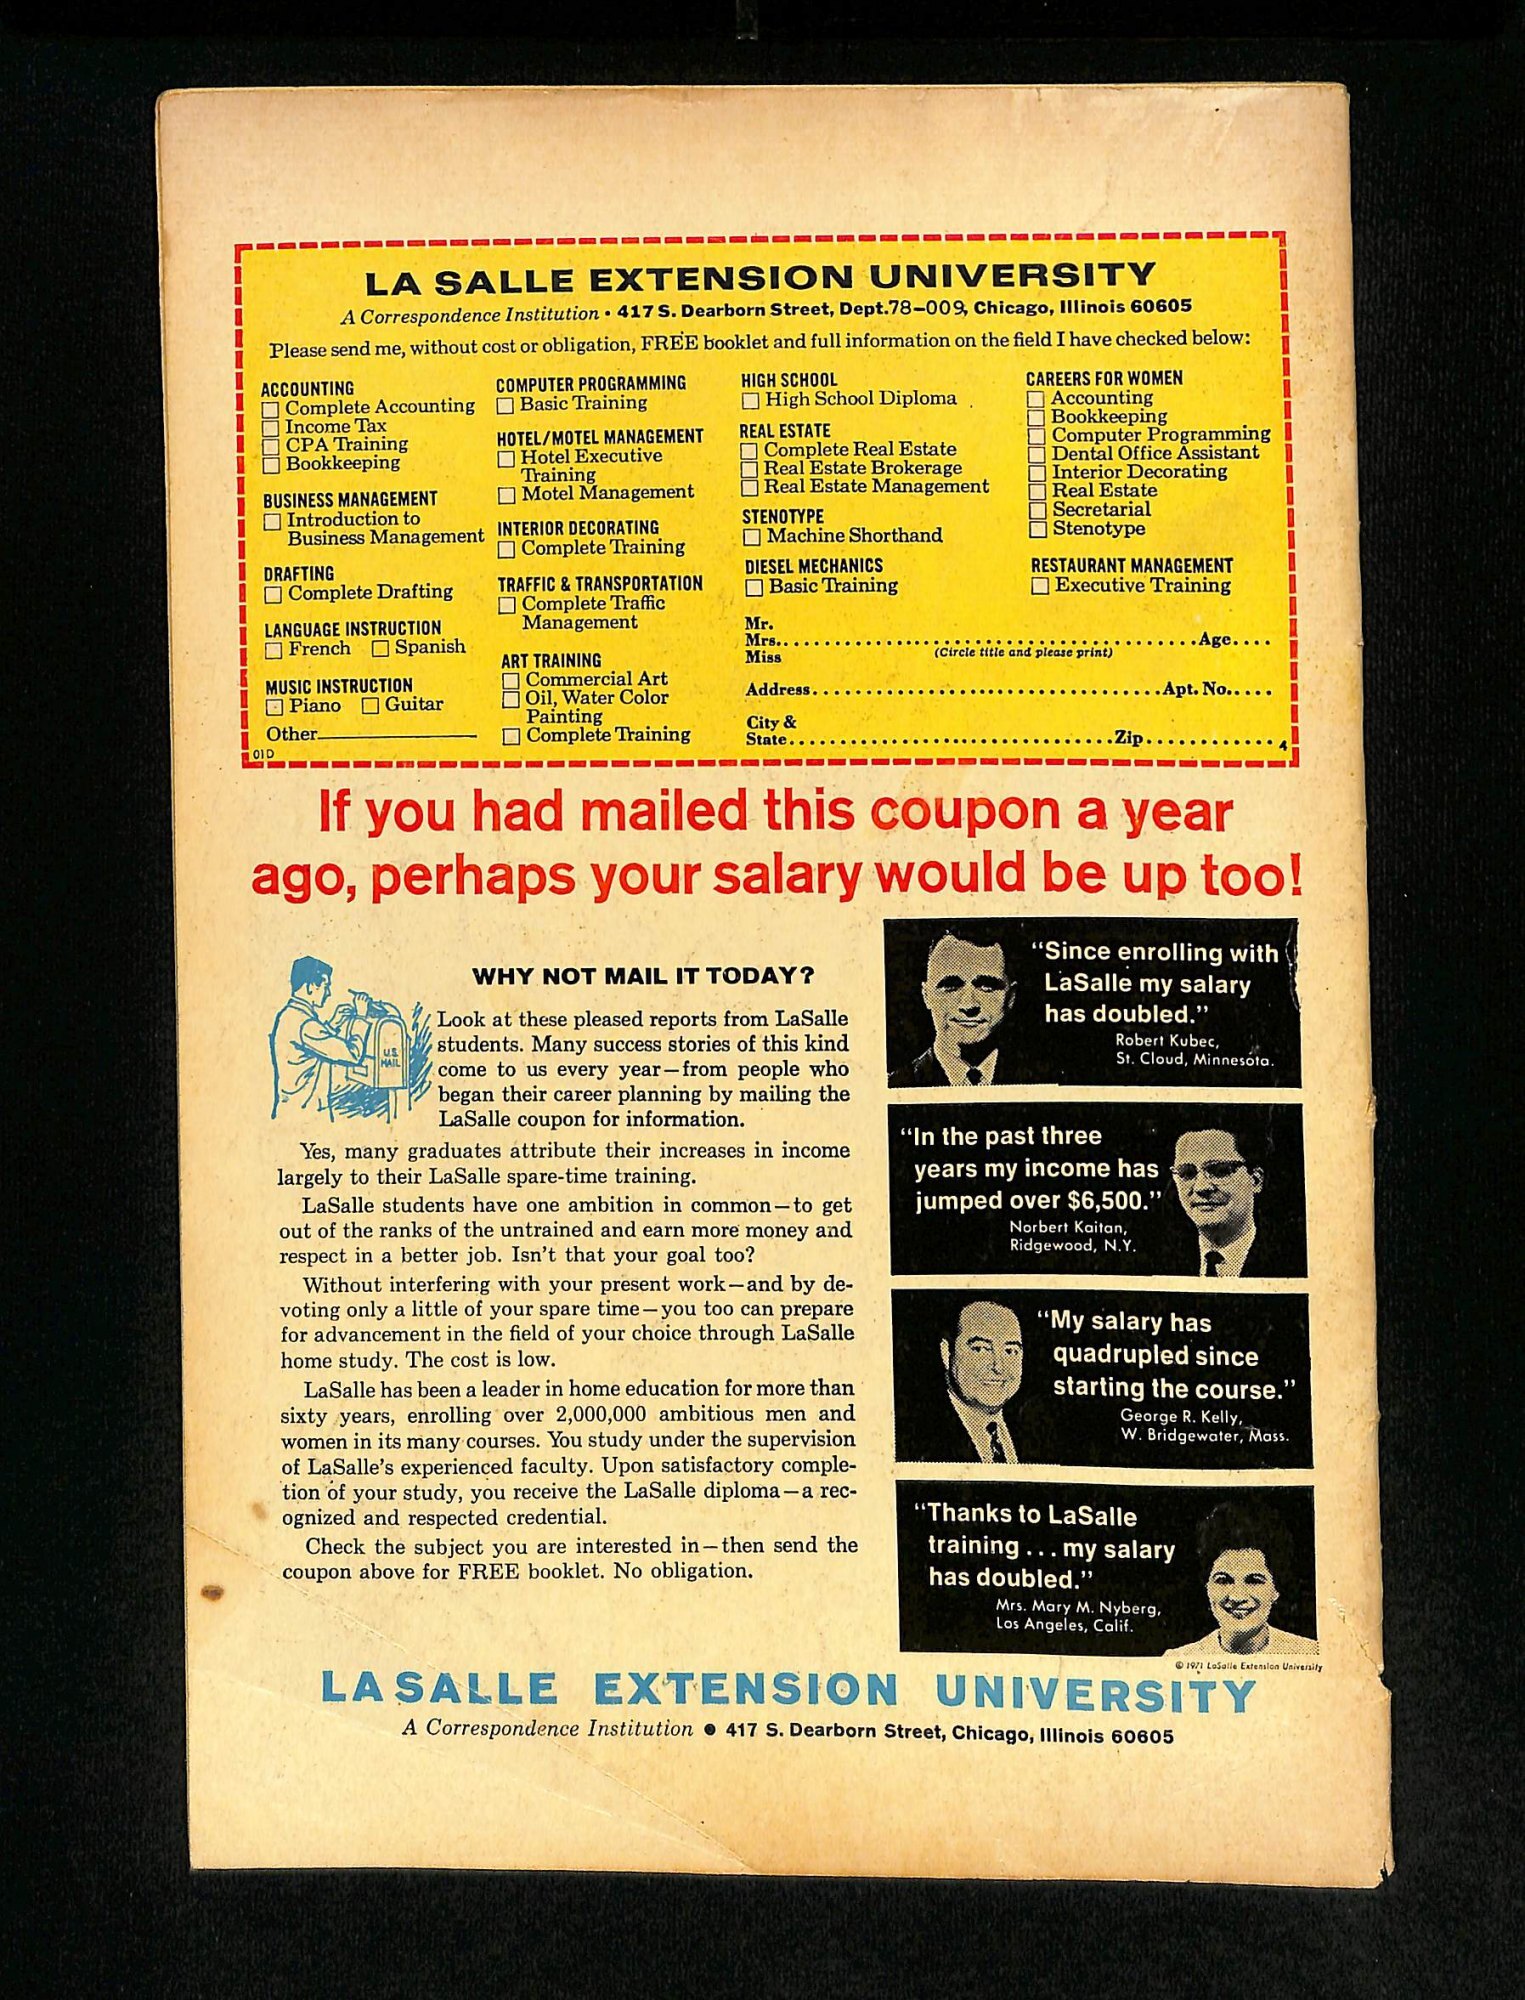 LA SALLE EXTENSION UNIVERSITY
A Correspondence Institution • 417 S. Dearborn Street, Dept.78-009, Chicago, Illinois 60605
Please send me, without cost or obligation, FREE booklet and full information on the field I have checked below:
ACCOUNTING
Complete Accounting
Income Tax
CPA Training
Bookkeeping
BUSINESS MANAGEMENT
Introduction to
Business Management
DRAFTING
Complete Drafting
LANGUAGE INSTRUCTION
French Spanish
MUSIC INSTRUCTION
Piano Guitar
Other
01D
COMPUTER PROGRAMMING
Basic Training
HOTEL/MOTEL MANAGEMENT
Hotel Executive
Training
Motel Management
INTERIOR DECORATING
Complete Training
TRAFFIC & TRANSPORTATION
Complete Traffic
Management
ART TRAINING
Commercial Art
Oil, Water Color
Painting
Complete Training
HIGH SCHOOL
High School Diploma
REAL ESTATE
Complete Real Estate
Real Estate Brokerage
Real Estate Management
STENOTYPE
Machine Shorthand
DIESEL MECHANICS
Basic Training
CAREERS FOR WOMEN
Accounting
Bookkeeping
Computer Programming
Dental Office Assistant
Interior Decorating
Real Estate
Secretarial
Stenotype
RESTAURANT MANAGEMENT
Executive Training
Mr.
Mrs. Age
Miss (Circle title and please print)
Address Apt. No.
City &
State Zip 4
If you had mailed this coupon a year
ago, perhaps your salary would be up too!
U.S.
MAIL
WHY NOT MAIL IT TODAY?
Look at these pleased reports from LaSalle
students. Many success stories of this kind
come to us every year—from people who
began their career planning by mailing the
LaSalle coupon for information.
Yes, many graduates attribute their increases in income
largely to their LaSalle spare-time training.
LaSalle students have one ambition in common—to get
out of the ranks of the untrained and earn more money and
respect in a better job. Isn't that your goal too?
Without interfering with your present work—and by de-
voting only a little of your spare time—you too can prepare
for advancement in the field of your choice through LaSalle
home study. The cost is low.
LaSalle has been a leader in home education for more than
sixty years, enrolling over 2,000,000 ambitious men and
women in its many courses. You study under the supervision
of LaSalle's experienced faculty. Upon satisfactory comple-
tion of your study, you receive the LaSalle diploma—a rec-
ognized and respected credential.
Check the subject you are interested in—then send the
coupon above for FREE booklet. No obligation.
"Since enrolling with
LaSalle my salary
has doubled."
Robert Kubec,
St. Cloud, Minnesota.
"In the past three
years my income has
jumped over $6,500."
Norbert Kaitan,
Ridgewood, N.Y.
"My salary has
quadrupled since
starting the course."
George R. Kelly,
W. Bridgewater, Mass.
"Thanks to LaSalle
training ... my salary
has doubled."
Mrs. Mary M. Nyberg,
Los Angeles, Calif.
© 1971 LaSalle Extension University
LASALLE EXTENSION UNIVERSITY
A Correspondence Institution • 417 S. Dearborn Street, Chicago, Illinois 60605